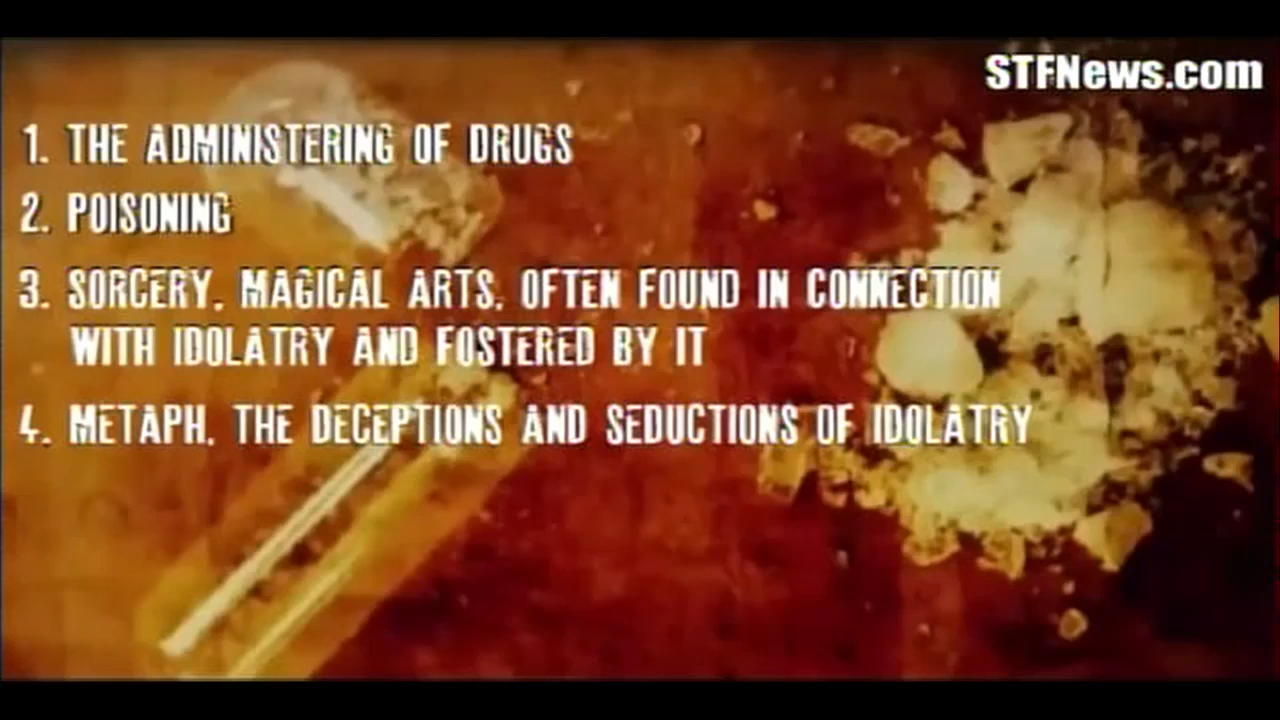 STFNews.com
1. THE ADMINISTERING OF DRUGS
2. POISONING
3. SORCERY, MAGICAL ARTS, OFTEN FOUND IN CONNECTION
WITH IDOLATRY AND FOSTERED BY IT
4. METAPH. THE DECEPTIONS AND SEDUCTIONS OF IDOLATRY